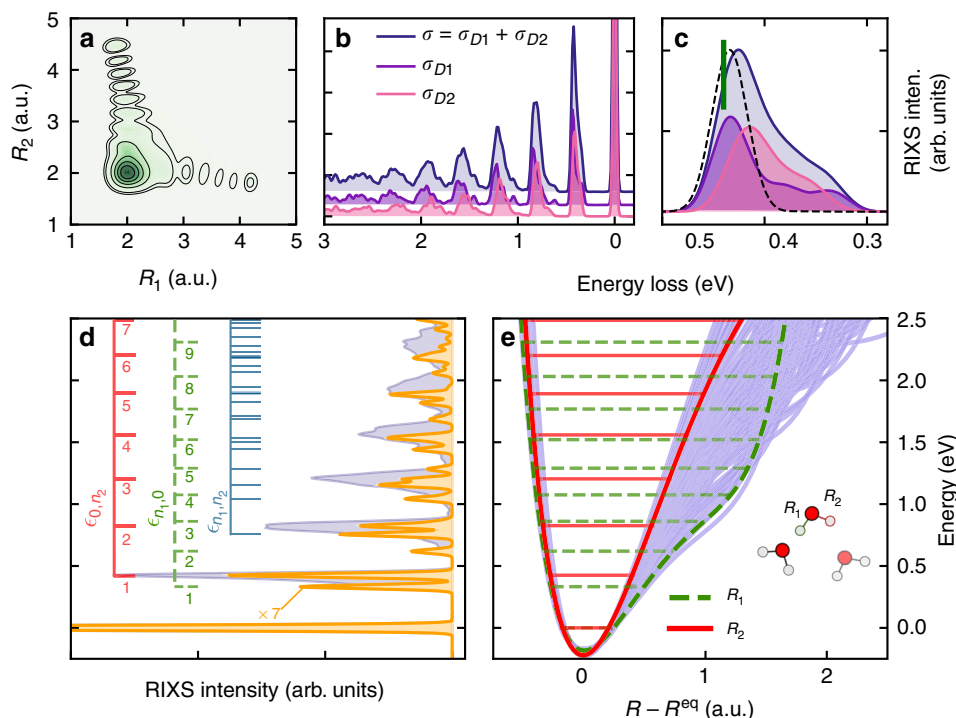 a
R2 (a.u.)
5
4
3
2
1
1 2 3 4 5
R1 (a.u.)
b
σ = σD1 + σD2
σD1
σD2
3 2 1 0
c
0.5 0.4 0.3
RIXS inten.
(arb. units)
Energy loss (eV)
d
7
6
5
4
3
2
1
ϵ0,n2
9
8
7
6
5
4
3
2
1
ϵn1,0
ϵn1,n2
× 7
RIXS intensity (arb. units)
e
2.5
2.0
1.5
1.0
0.5
0.0
Energy (eV)
R1 R2
R1
R2
0 1 2
R – Req (a.u.)